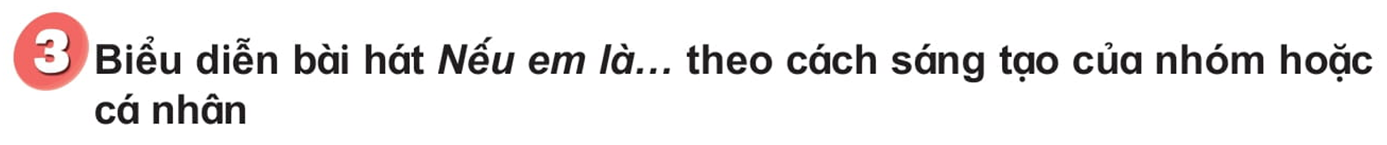 3 Biểu diễn bài hát Nếu em là... theo cách sáng tạo của nhóm hoặc
cá nhân